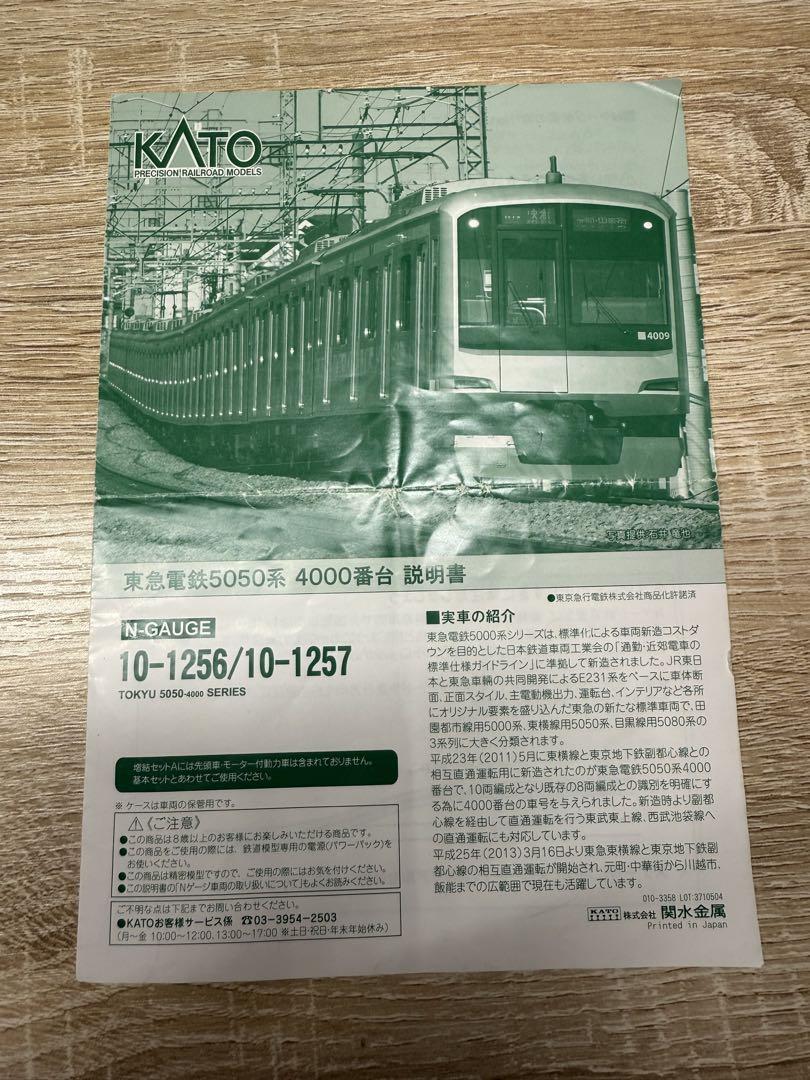 KATO
PRECISION RAILROAD MODELS
4009
写真提供:石井 竜也
東急電鉄5050系 4000番台 説明書
●東京急行電鉄株式会社商品化許諾済
N-GAUGE
10-1256/10-1257
TOKYU 5050-4000 SERIES
増結セットAには先頭車・モーター付動力車は含まれておりません。
基本セットとあわせてご使用ください。
※ ケースは車両の保管用です。
⚠《ご注意》
●この商品は8歳以上のお客様にお楽しみいただける商品です。
●この商品をご使用の際には、鉄道模型専用の電源(パワーパック)を
お使いください。
●この商品は精密模型ですので、ご使用の際にはお気を付けください。
●この説明書の「Nゲージ車両の取り扱いについて」もよくお読みください。
ご不明な点は下記までお問い合わせください。
●KATOお客様サービス係 ☎03-3954-2503
(月〜金 10:00〜12:00,13:00〜17:00 ※土日・祝日・年末年始休み)
■実車の紹介
東急電鉄5000系シリーズは、標準化による車両新造コストダ
ウンを目的とした日本鉄道車両工業会の「通勤・近郊電車の
標準仕様ガイドライン」に準拠して新造されました。JR東日
本と東急車輛の共同開発によるE231系をベースに車体断
面、正面スタイル、主電動機出力、運転台、インテリアなど各所
にオリジナル要素を盛り込んだ東急の新たな標準車両で、田
園都市線用5000系、東横線用5050系、目黒線用5080系の
3系列に大きく分類されます。
平成23年(2011)5月に東横線と東京地下鉄副都心線との
相互直通運転用に新造されたのが東急電鉄5050系4000
番台で、10両編成となり既存の8両編成との識別を明確にす
る為に4000番台の車号を与えられました。新造時より副都
心線を経由して直通運転を行う東武東上線、西武池袋線へ
の直通運転にも対応しています。
平成25年(2013)3月16日より東急東横線と東京地下鉄副
都心線の相互直通運転が開始され、元町・中華街から川越市、
飯能までの広範囲で現在も活躍しています。
010-3358 LOT:3710504
KATO 株式会社 関水金属
Printed in Japan